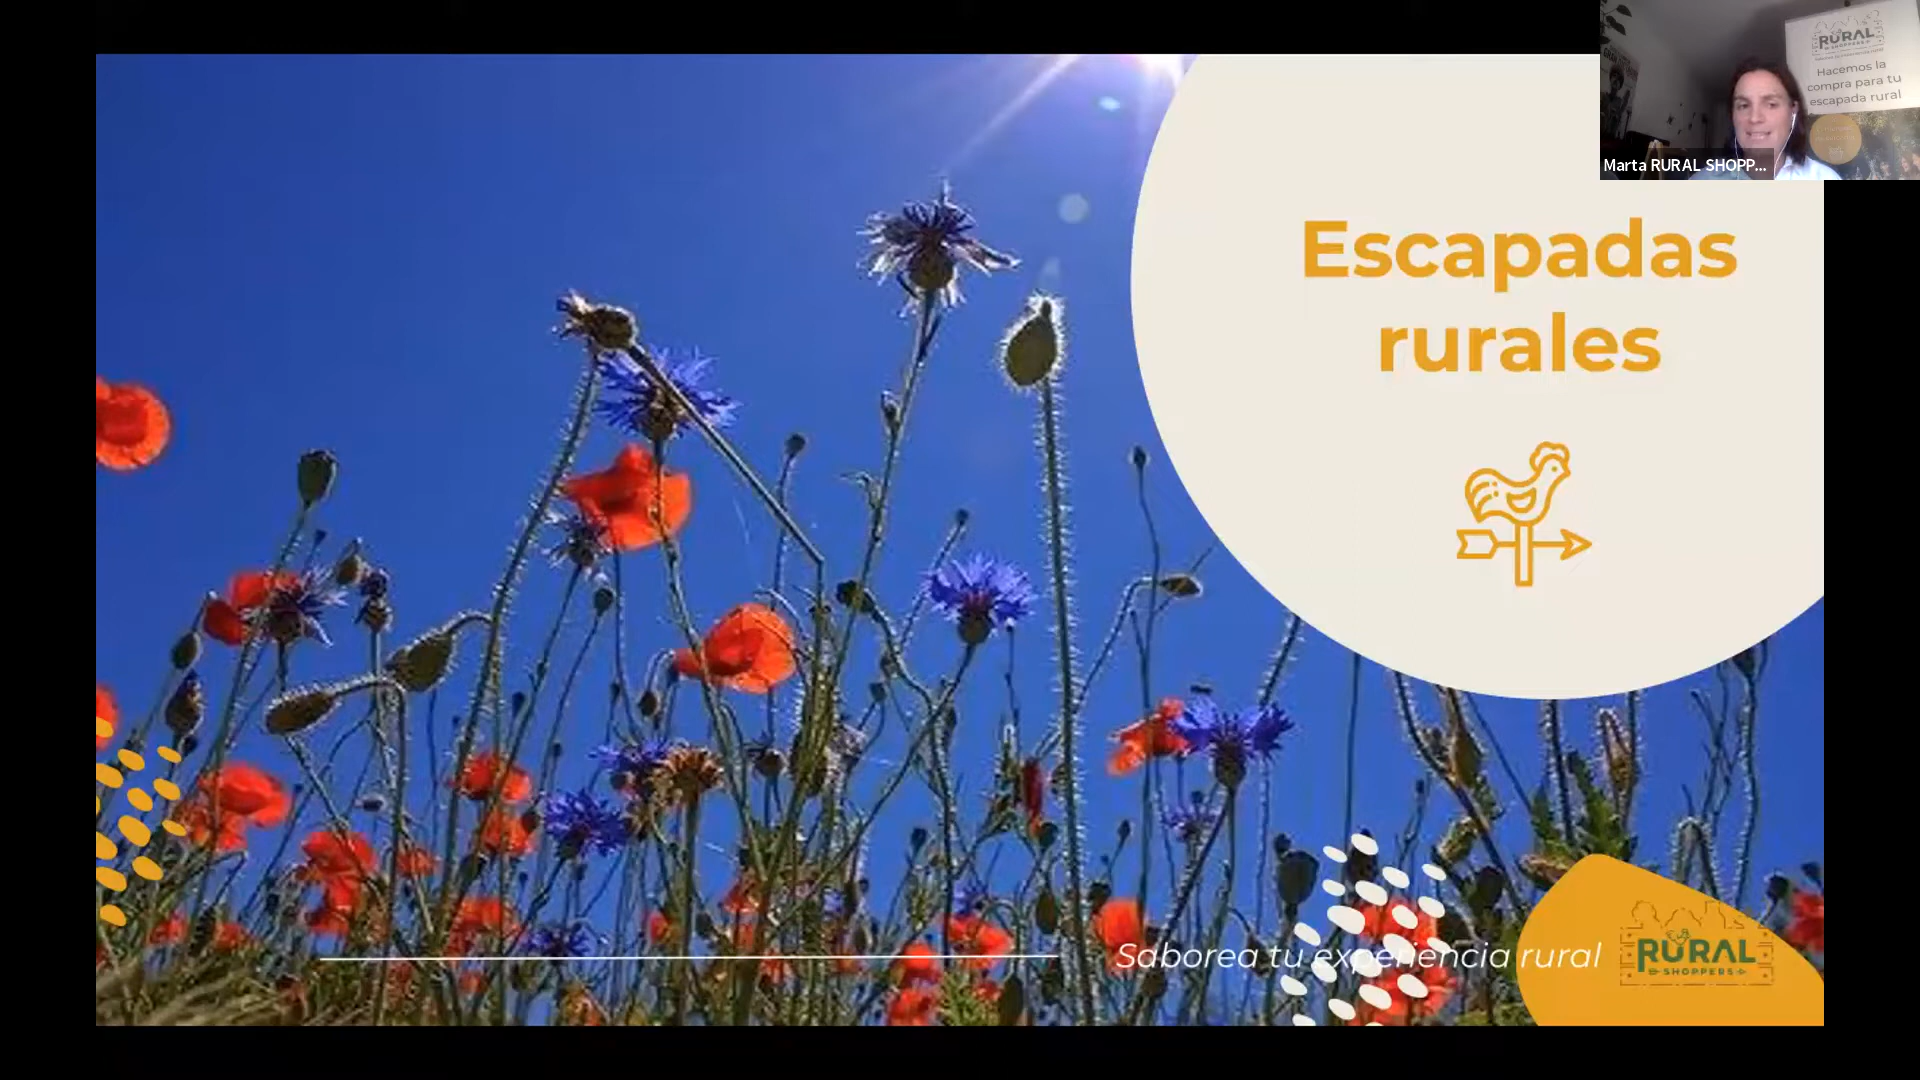 RURAL
SHOPPERS
Hacemos la
compra para tu
escapada rural
Marta RURAL SHOPP...
Escapadas
rurales
Saborea tu experiencia rural
RURAL
SHOPPERS